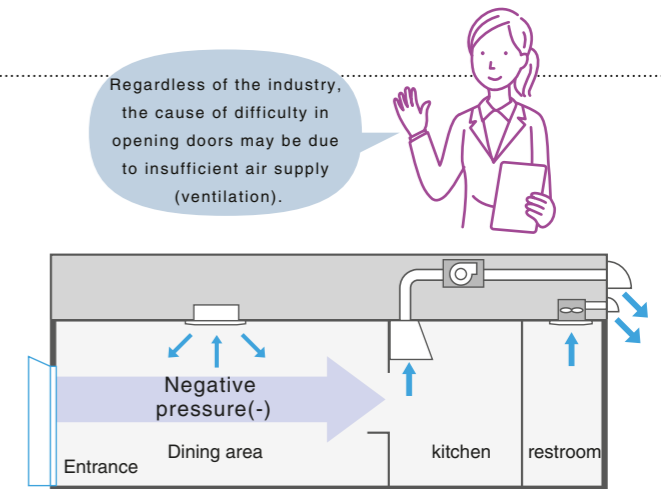 Regardless of the industry,
the cause of difficulty in
opening doors may be due
to insufficient air supply
(ventilation).
Negative
pressure(-)
Dining area
kitchen
restroom
Entrance